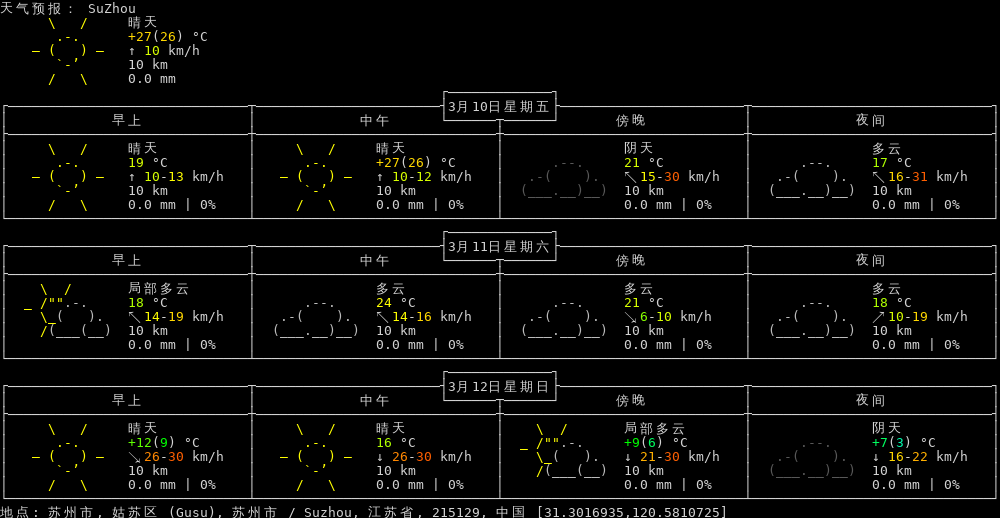 天气预报： SuZhou
晴天
+27(26) °C
↑ 10 km/h
10 km
0.0 mm
3月10日星期五
早上 中午 傍晚 夜间
晴天 晴天 阴天 多云
19 °C +27(26) °C 21 °C 17 °C
↑ 10-13 km/h ↑ 10-12 km/h ↖ 15-30 km/h ↖ 16-31 km/h
10 km 10 km 10 km 10 km
0.0 mm | 0% 0.0 mm | 0% 0.0 mm | 0% 0.0 mm | 0%
3月11日星期六
早上 中午 傍晚 夜间
局部多云 多云 多云 多云
18 °C 24 °C 21 °C 18 °C
↖ 14-19 km/h ↖ 14-16 km/h ↘ 6-10 km/h ↗ 10-19 km/h
10 km 10 km 10 km 10 km
0.0 mm | 0% 0.0 mm | 0% 0.0 mm | 0% 0.0 mm | 0%
3月12日星期日
早上 中午 傍晚 夜间
晴天 晴天 局部多云 阴天
+12(9) °C 16 °C +9(6) °C +7(3) °C
↘ 26-30 km/h ↓ 26-30 km/h ↓ 21-30 km/h ↓ 16-22 km/h
10 km 10 km 10 km 10 km
0.0 mm | 0% 0.0 mm | 0% 0.0 mm | 0% 0.0 mm | 0%
地点: 苏州市, 姑苏区 (Gusu), 苏州市 / Suzhou, 江苏省, 215129, 中国 [31.3016935,120.5810725]